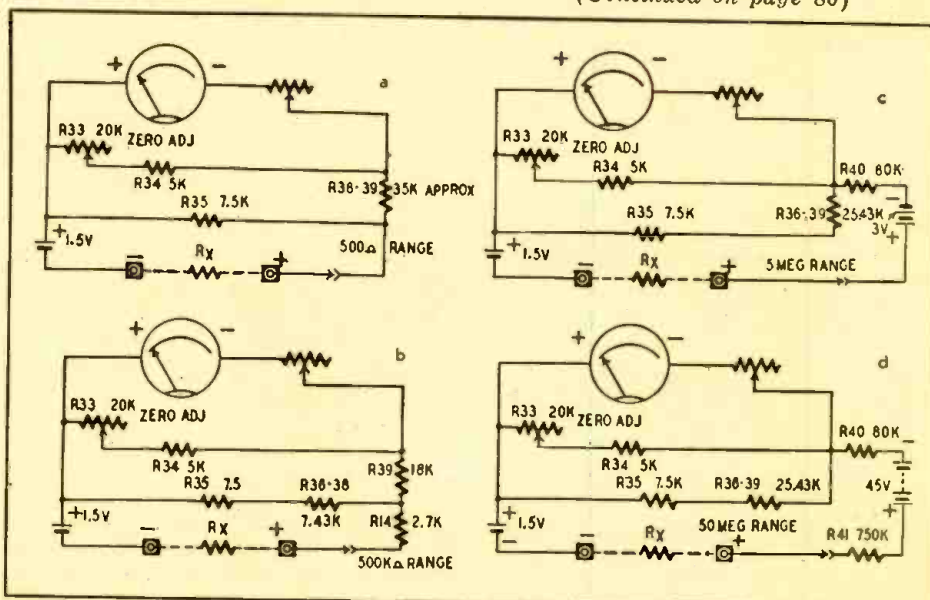 (Continued on page 80)
a
+ −
R33 20K
ZERO ADJ
R34 5K
R38-39 35K APPROX
R35 7.5K
+ 1.5V
500Ω RANGE
− RX +
c
+ −
R33 20K
ZERO ADJ
R34 5K
R40 80K
−
R35 7.5K
R36-39 25.43K
3V
+
+ 1.5V
− RX +
5 MEG RANGE
b
+ −
R33 20K
ZERO ADJ
R34 5K
R39 18K
R35 7.5
R36-38
7.43K
R14 2.7K
+ 1.5V
− RX +
500KΩ RANGE
d
+ −
R33 20K
ZERO ADJ
R34 5K
R40 80K
−
R35 7.5K
R36-39 25.43K
45V
+
+ 1.5V
−
50 MEG RANGE
− RX +
R41 750K